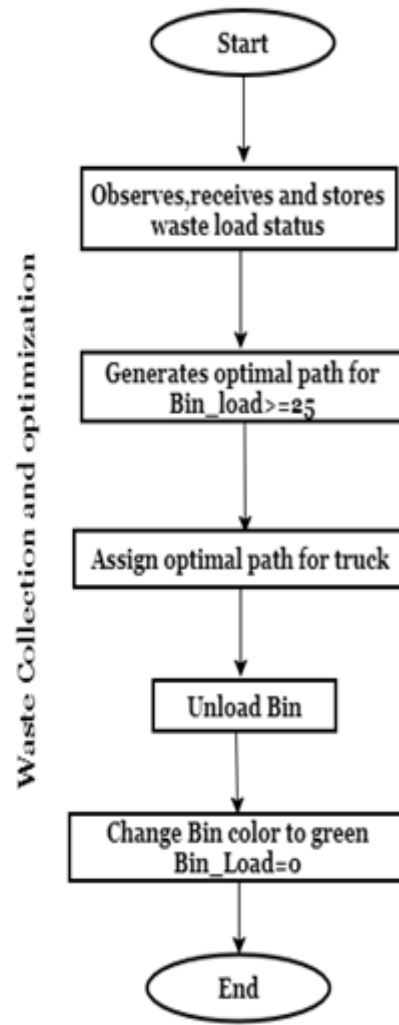 Waste Collection and optimization
Start
Observes,receives and stores
waste load status
Generates optimal path for
Bin_load>=25
Assign optimal path for truck
Unload Bin
Change Bin color to green
Bin_Load=0
End